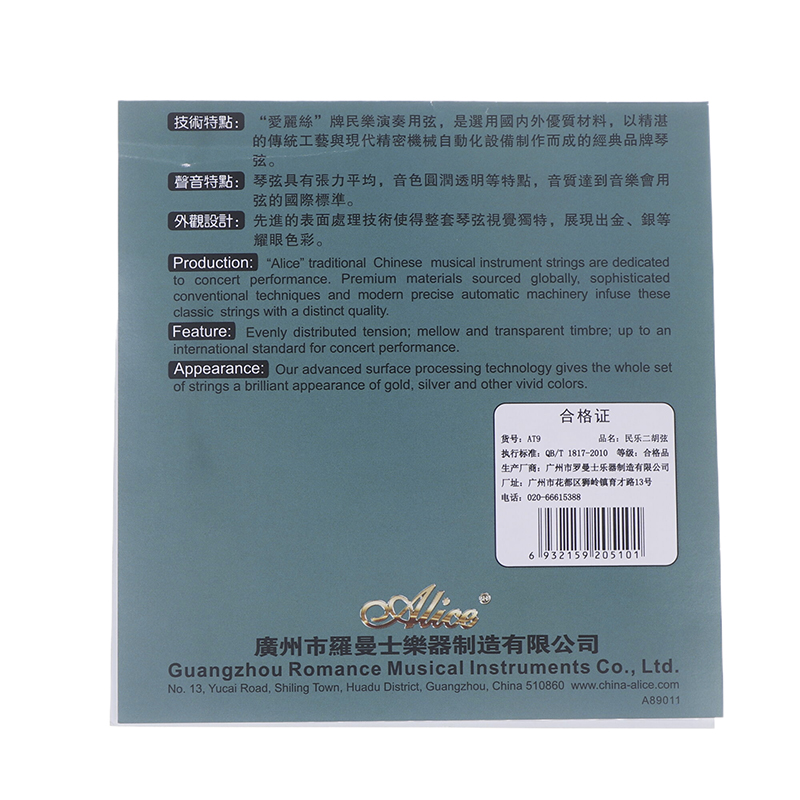 技術特點： “愛麗絲”牌民樂演奏用弦，是選用國内外優質材料，以精湛
的傳統工藝與現代精密機械自動化設備制作而成的經典品牌琴
弦。
聲音特點： 琴弦具有張力平均，音色圓潤透明等特點，音質達到音樂會用
弦的國際標準。
外觀設計： 先進的表面處理技術使得整套琴弦視覺獨特，展現出金、銀等
耀眼色彩。
Production: “Alice” traditional Chinese musical instrument strings are dedicated
to concert performance. Premium materials sourced globally, sophisticated
conventional techniques and modern precise automatic machinery infuse these
classic strings with a distinct quality.
Feature: Evenly distributed tension; mellow and transparent timbre; up to an
international standard for concert performance.
Appearance: Our advanced surface processing technology gives the whole set
of strings a brilliant appearance of gold, silver and other vivid colors.
合格证
货号：AT9 品名：民乐二胡弦
执行标准：QB/T 1817-2010 等级：合格品
生产厂商：广州市罗曼士乐器制造有限公司
厂址：广州市花都区狮岭镇育才路13号
电话：020-66615388
6 932159 205101
Alice®
廣州市羅曼士樂器制造有限公司
Guangzhou Romance Musical Instruments Co., Ltd.
No. 13, Yucai Road, Shiling Town, Huadu District, Guangzhou, China 510860 www.china-alice.com
A89011